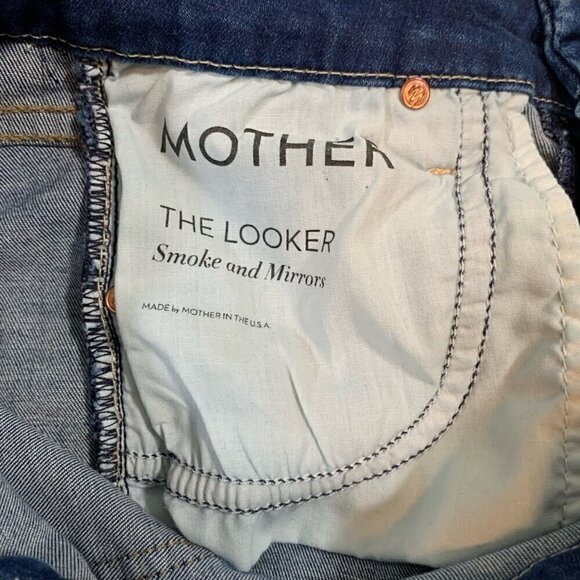 MOTHER
THE LOOKER
Smoke and Mirrors
MADE by MOTHER IN THE U.S.A.